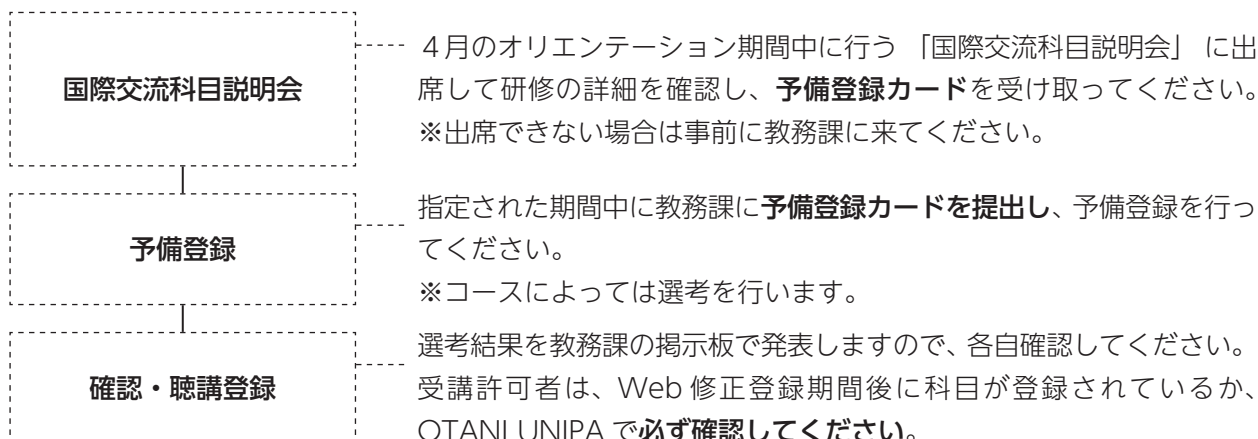 国際交流科目説明会
４月のオリエンテーション期間中に行う 「国際交流科目説明会」 に出
席して研修の詳細を確認し、予備登録カードを受け取ってください。
※出席できない場合は事前に教務課に来てください。
予備登録
指定された期間中に教務課に予備登録カードを提出し、予備登録を行っ
てください。
※コースによっては選考を行います。
確認・聴講登録
選考結果を教務課の掲示板で発表しますので、各自確認してください。
受講許可者は、Web 修正登録期間後に科目が登録されているか、
OTANI UNIPA で必ず確認してください。